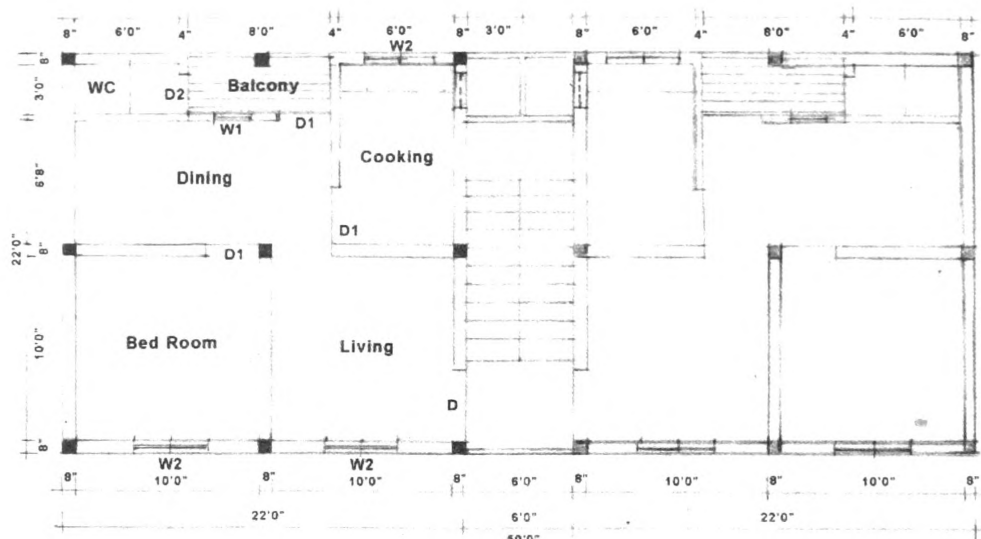 8" 6'0" 4" 8'0" 4" 6'0" 8" 3'0" 8" 6'0" 4" 8'0" 4" 6'0" 8"
W2
8"
3'0"
WC D2 Balcony
W1 D1
Cooking
6'8"
Dining
D1
22'0"
8"
D1
10'0"
Bed Room Living
D
8"
W2 W2
8" 10'0" 8" 10'0" 8" 6'0" 8" 10'0" 8" 10'0" 8"
22'0" 6'0" 22'0"